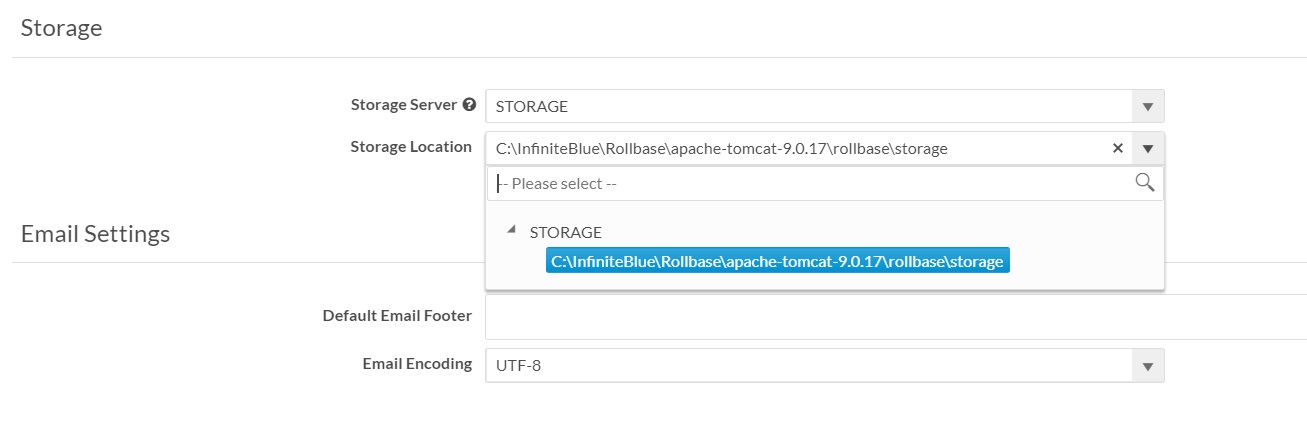 Storage
Storage Server
STORAGE
Storage Location
C:\InfiniteBlue\Rollbase\apache-tomcat-9.0.17\rollbase\storage
-- Please select --
STORAGE
C:\InfiniteBlue\Rollbase\apache-tomcat-9.0.17\rollbase\storage
Email Settings
Default Email Footer
Email Encoding
UTF-8